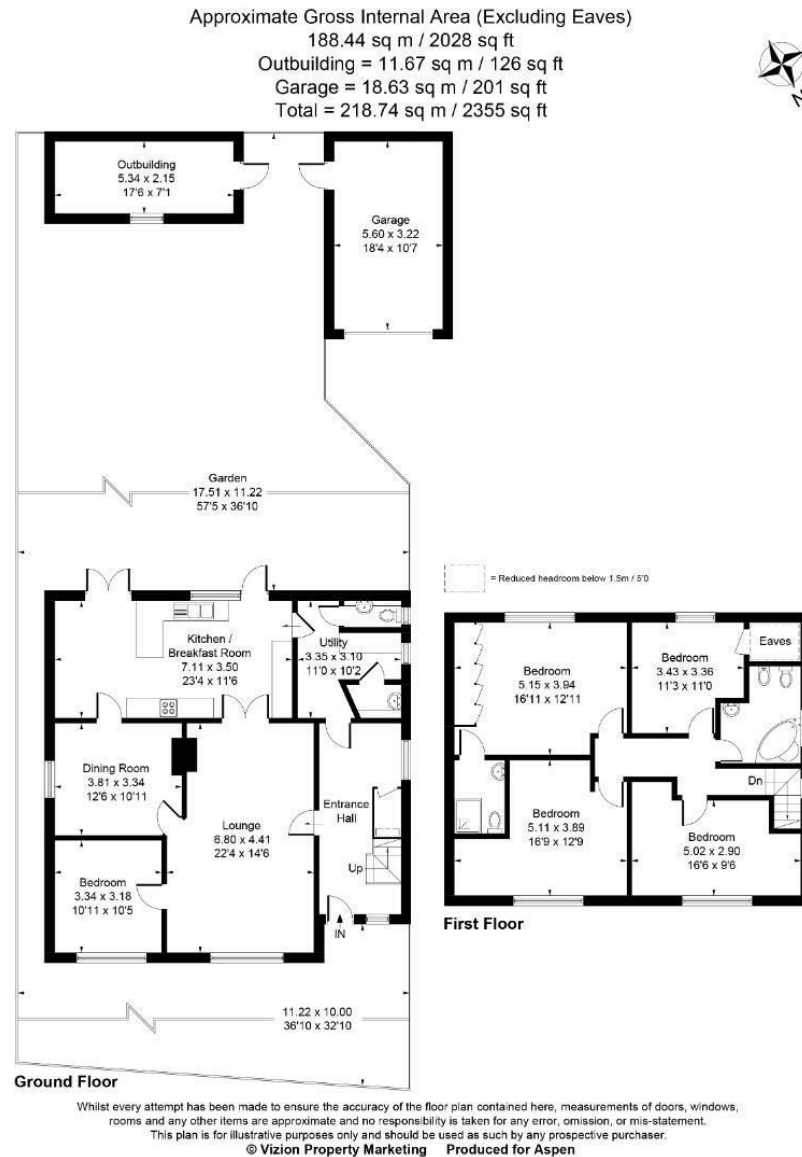 Approximate Gross Internal Area (Excluding Eaves)
188.44 sq m / 2028 sq ft
Outbuilding = 11.67 sq m / 126 sq ft
Garage = 18.63 sq m / 201 sq ft
Total = 218.74 sq m / 2355 sq ft
N
Outbuilding
5.34 x 2.15
17'6 x 7'1
Garage
5.60 x 3.22
18'4 x 10'7
Garden
17.51 x 11.22
57'5 x 36'10
= Reduced headroom below 1.5m / 5'0
Kitchen /
Breakfast Room
7.11 x 3.50
23'4 x 11'6
Utility
3.35 x 3.10
11'0 x 10'2
Dining Room
3.81 x 3.34
12'6 x 10'11
Lounge
6.80 x 4.41
22'4 x 14'6
Entrance
Hall
Up
Bedroom
3.34 x 3.18
10'11 x 10'5
IN
11.22 x 10.00
36'10 x 32'10
Ground Floor
Bedroom
5.15 x 3.94
16'11 x 12'11
Bedroom
3.43 x 3.36
11'3 x 11'0
Eaves
Dn
Bedroom
5.11 x 3.89
16'9 x 12'9
Bedroom
5.02 x 2.90
16'6 x 9'6
First Floor
Whilst every attempt has been made to ensure the accuracy of the floor plan contained here, measurements of doors, windows,
rooms and any other items are approximate and no responsibility is taken for any error, omission, or mis-statement.
This plan is for illustrative purposes only and should be used as such by any prospective purchaser.
© Vizion Property Marketing Produced for Aspen